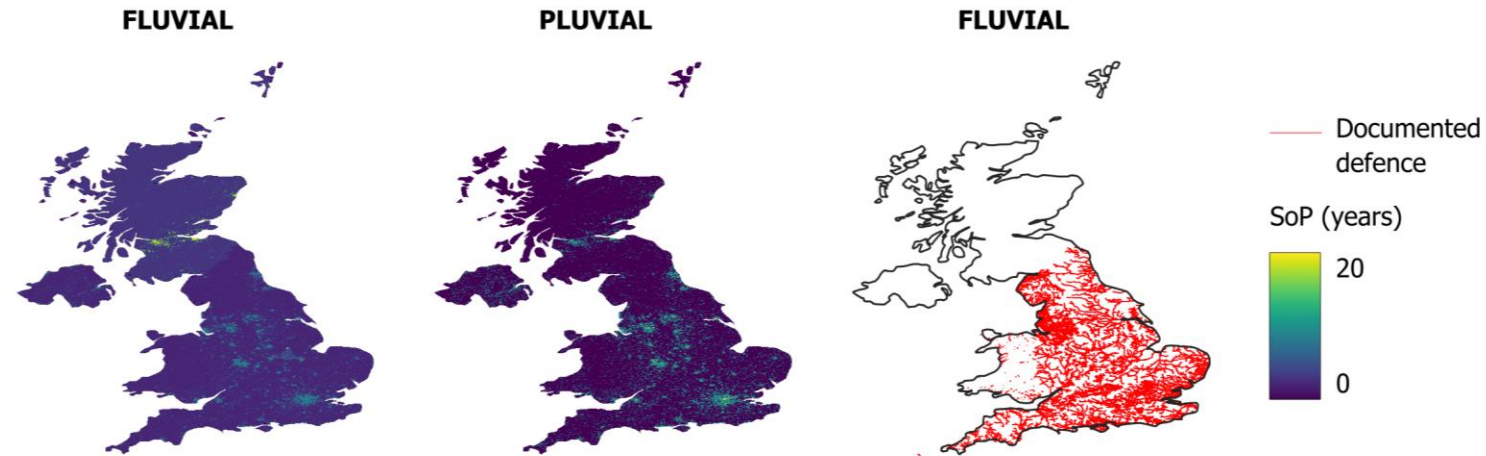 FLUVIAL
PLUVIAL
FLUVIAL
Documented
defence
SoP (years)
20
0